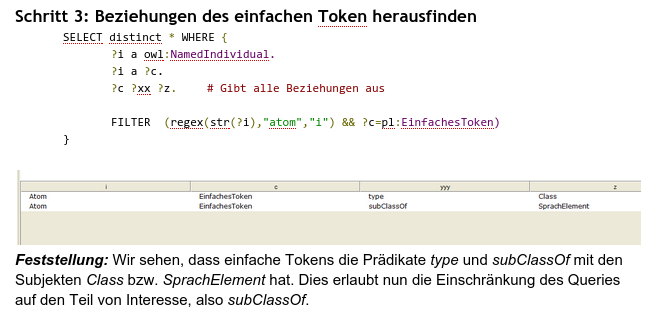 Schritt 3: Beziehungen des einfachen Token herausfinden
SELECT distinct * WHERE {
?i a owl:NamedIndividual.
?i a ?c.
?c ?xx ?z. # Gibt alle Beziehungen aus
FILTER (regex(str(?i),"atom","i") && ?c=pl:EinfachesToken)
}
i c yyy z
Atom EinfachesToken type Class
Atom EinfachesToken subClassOf SprachElement
Feststellung: Wir sehen, dass einfache Tokens die Prädikate type und subClassOf mit den
Subjekten Class bzw. SprachElement hat. Dies erlaubt nun die Einschränkung des Queries
auf den Teil von Interesse, also subClassOf.